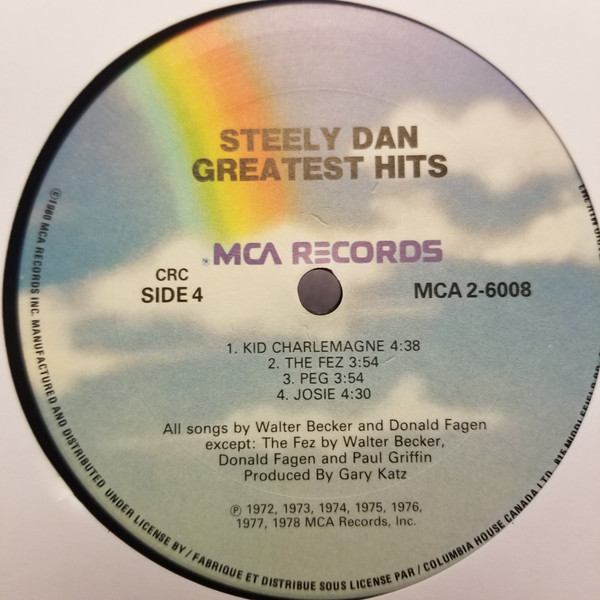 STEELY DAN
GREATEST HITS
MCA RECORDS
CRC
SIDE 4
MCA 2-6008
1. KID CHARLEMAGNE 4:38
2. THE FEZ 3:54
3. PEG 3:54
4. JOSIE 4:30
All songs by Walter Becker and Donald Fagen
except: The Fez by Walter Becker,
Donald Fagen and Paul Griffin
Produced By Gary Katz
℗ 1972, 1973, 1974, 1975, 1976,
1977, 1978 MCA Records, Inc.
©1980 MCA RECORDS INC. MANUFACTURED AND DISTRIBUTED UNDER LICENSE BY / FABRIQUE ET DISTRIBUE SOUS LICENSE PAR / COLUMBIA HOUSE CANADA LTD.